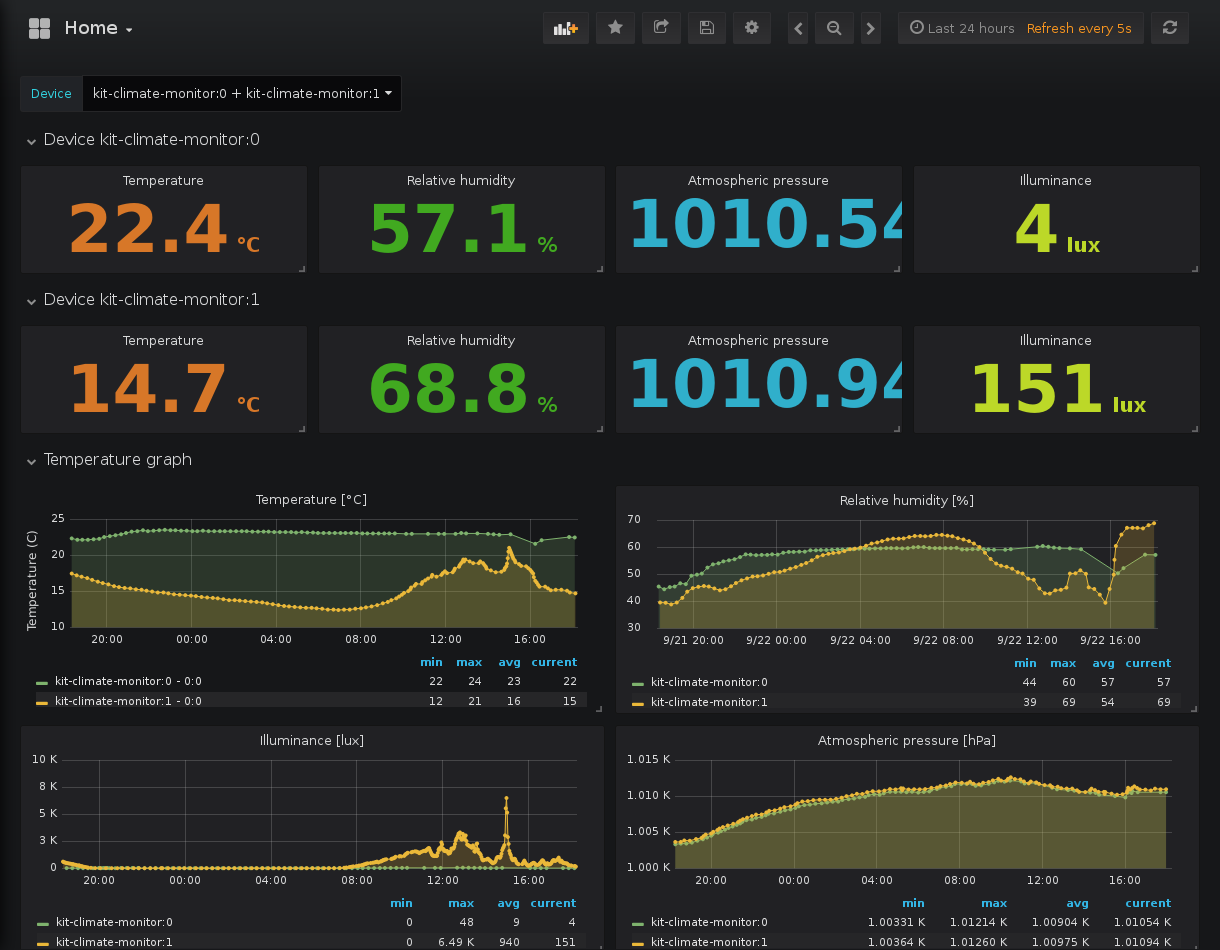 Home
Last 24 hours Refresh every 5s
Device kit-climate-monitor:0 + kit-climate-monitor:1
Device kit-climate-monitor:0
Temperature Relative humidity Atmospheric pressure Illuminance
22.4 °C 57.1 % 1010.54 4 lux
Device kit-climate-monitor:1
Temperature Relative humidity Atmospheric pressure Illuminance
14.7 °C 68.8 % 1010.94 151 lux
Temperature graph
Temperature [°C]
Temperature (C)
25
20
15
10
20:00 00:00 04:00 08:00 12:00 16:00
min max avg current
kit-climate-monitor:0 - 0:0 22 24 23 22
kit-climate-monitor:1 - 0:0 12 21 16 15
Relative humidity [%]
70
60
50
40
30
9/21 20:00 9/22 00:00 9/22 04:00 9/22 08:00 9/22 12:00 9/22 16:00
min max avg current
kit-climate-monitor:0 44 60 57 57
kit-climate-monitor:1 39 69 54 69
Illuminance [lux]
10 K
8 K
5 K
3 K
0
20:00 00:00 04:00 08:00 12:00 16:00
min max avg current
kit-climate-monitor:0 0 48 9 4
kit-climate-monitor:1 0 6.49 K 940 151
Atmospheric pressure [hPa]
1.015 K
1.010 K
1.005 K
1.000 K
20:00 00:00 04:00 08:00 12:00 16:00
min max avg current
kit-climate-monitor:0 1.00331 K 1.01214 K 1.00904 K 1.01054 K
kit-climate-monitor:1 1.00364 K 1.01260 K 1.00975 K 1.01094 K